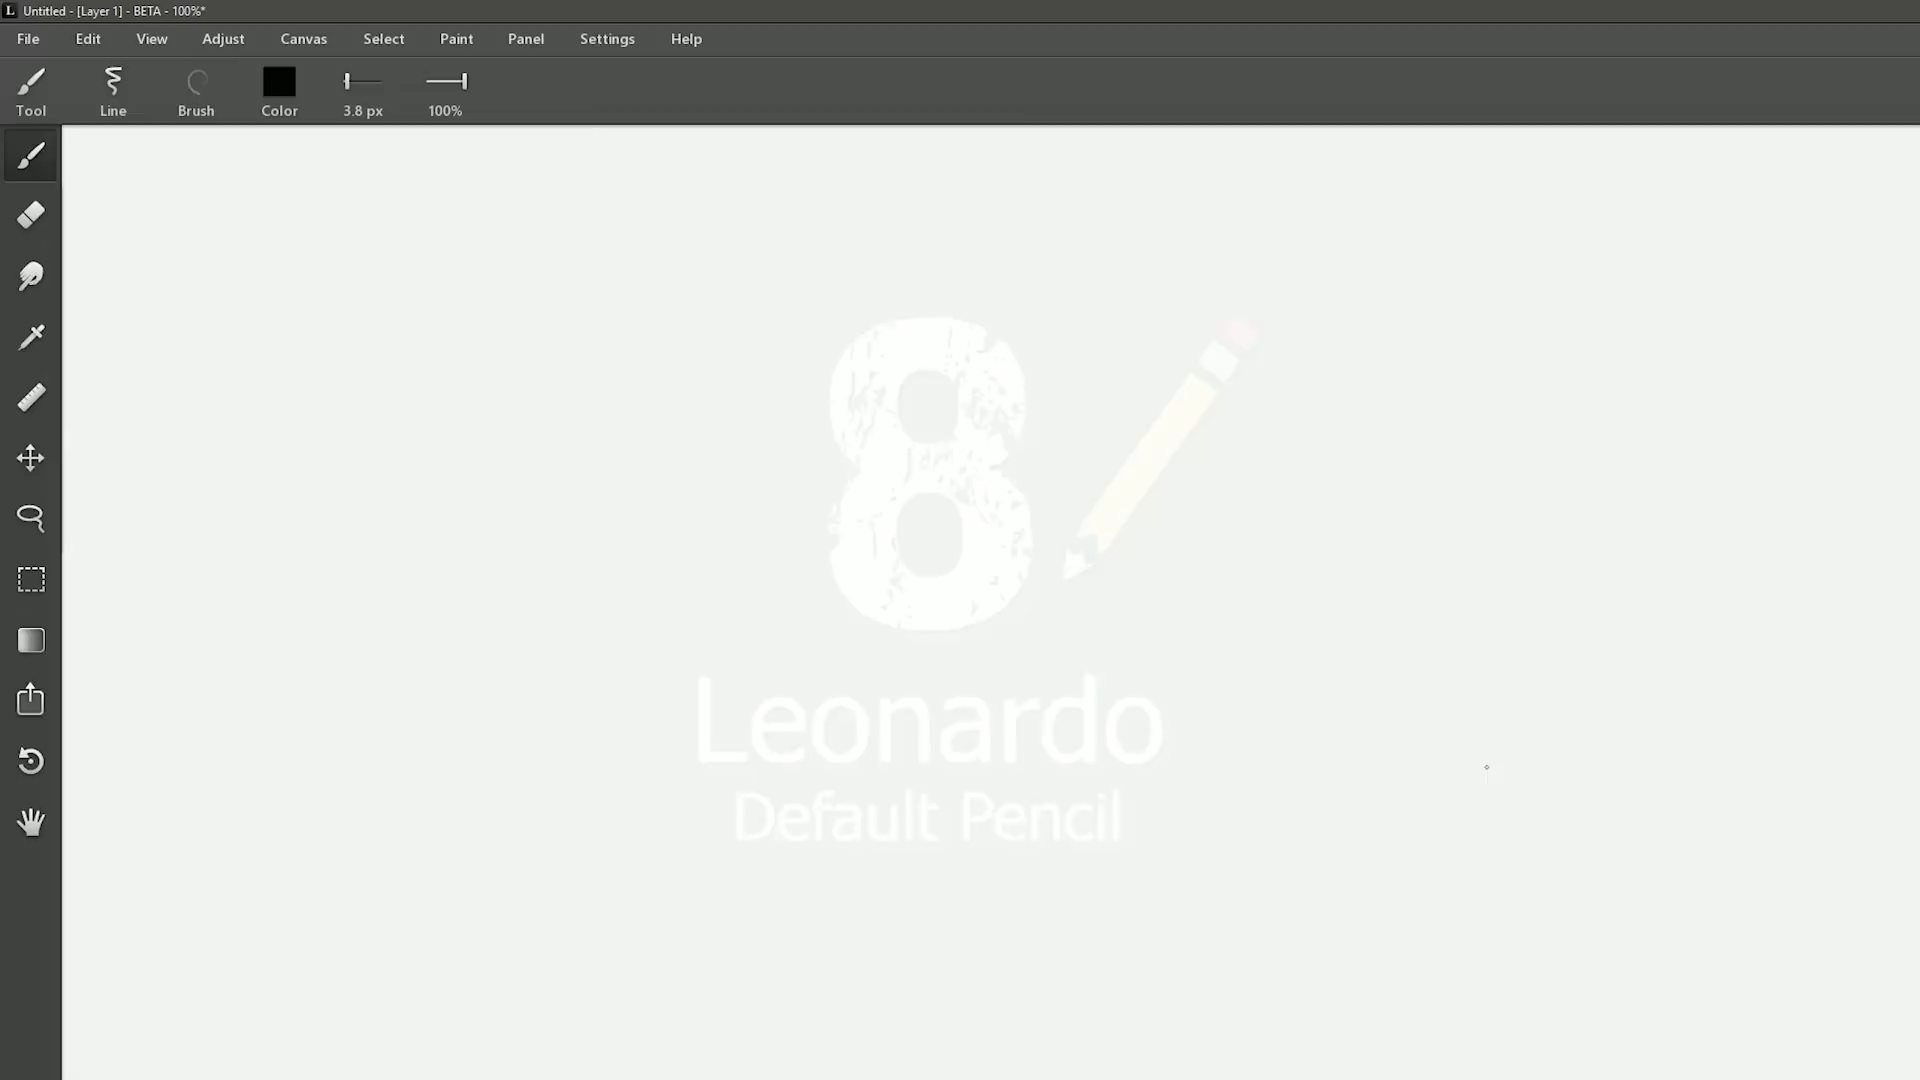 L Untitled - [Layer 1] - BETA - 100%*
File Edit View Adjust Canvas Select Paint Panel Settings Help
Tool Line Brush Color 3.8 px 100%
8
Leonardo
Default Pencil